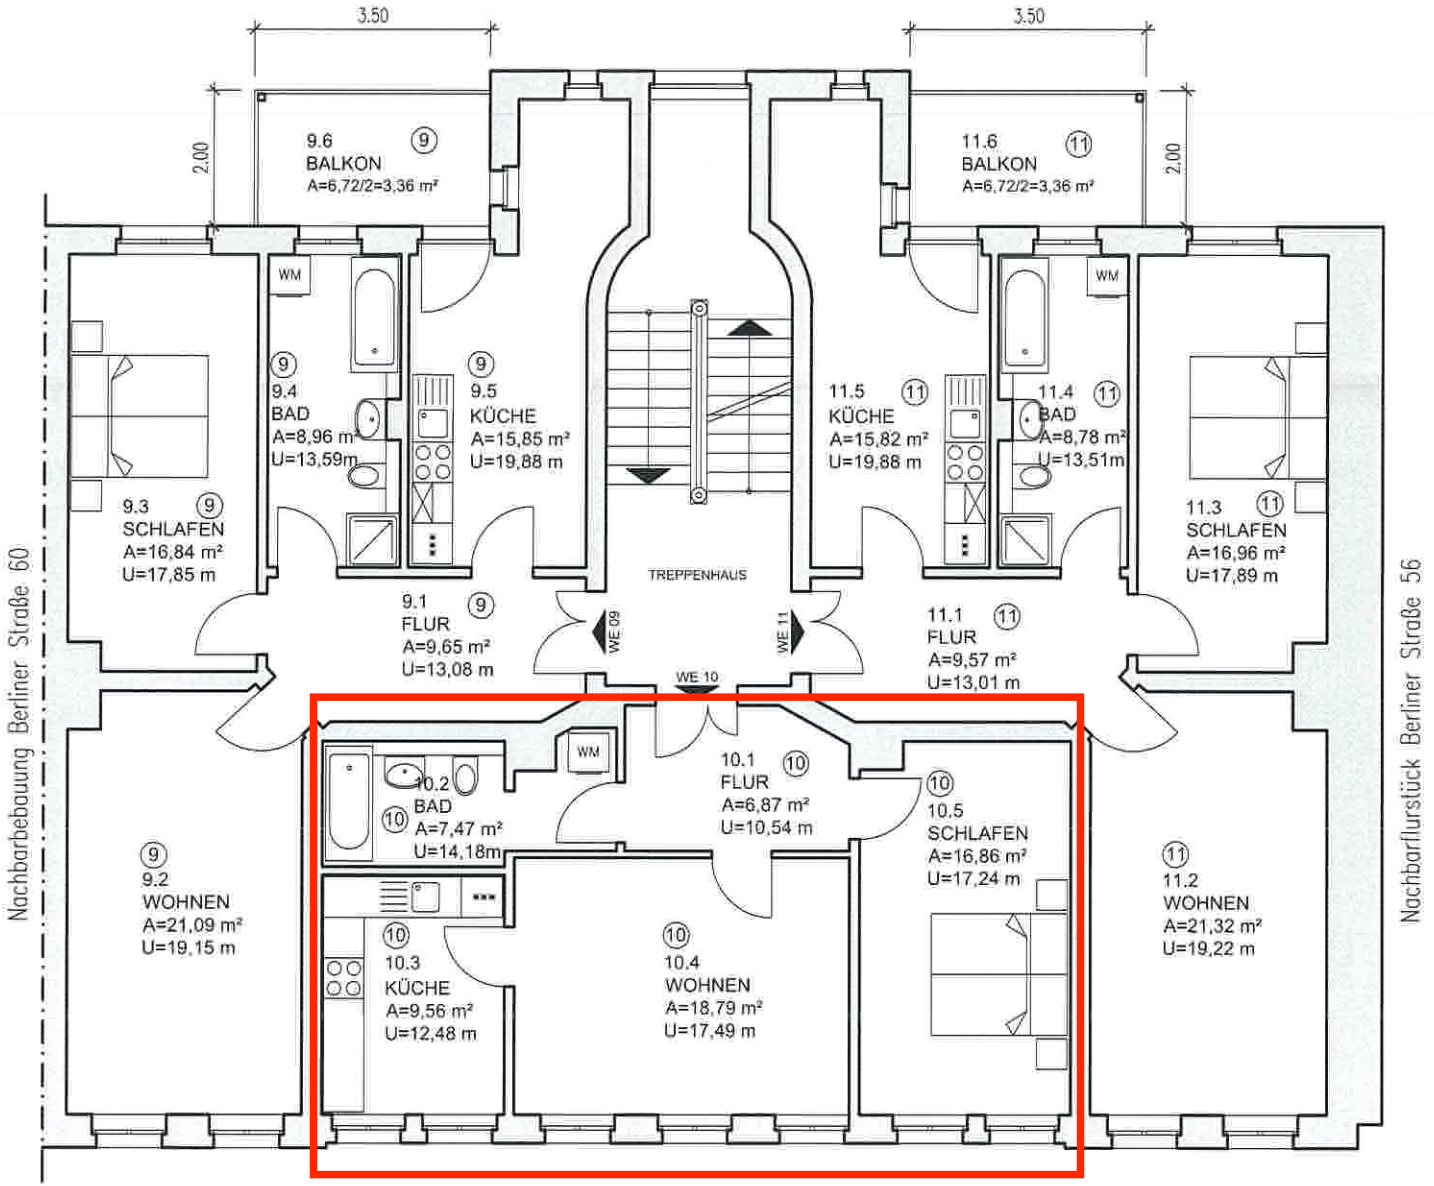 3.50
3.50
2.00
2.00
9.6
BALKON
A=6,72/2=3,36 m²
9
11.6
BALKON
A=6,72/2=3,36 m²
11
WM
WM
9
9.4
BAD
A=8,96 m²
U=13,59m
9
9.5
KÜCHE
A=15,85 m²
U=19,88 m
11.5
KÜCHE
A=15,82 m²
U=19,88 m
11
11.4
BAD
A=8,78 m²
U=13,51m
11
9.3
SCHLAFEN
A=16,84 m²
U=17,85 m
9
11.3
SCHLAFEN
A=16,96 m²
U=17,89 m
11
TREPPENHAUS
9.1
FLUR
A=9,65 m²
U=13,08 m
9
WE 09
WE 11
WE 10
11.1
FLUR
A=9,57 m²
U=13,01 m
11
Nachbarbebauung Berliner Straße 60
Nachbarflurstück Berliner Straße 56
WM
10.2
BAD
A=7,47 m²
U=14,18m
10
10.1
FLUR
A=6,87 m²
U=10,54 m
10
10
10.5
SCHLAFEN
A=16,86 m²
U=17,24 m
9
9.2
WOHNEN
A=21,09 m²
U=19,15 m
10
10.3
KÜCHE
A=9,56 m²
U=12,48 m
10
10.4
WOHNEN
A=18,79 m²
U=17,49 m
11
11.2
WOHNEN
A=21,32 m²
U=19,22 m